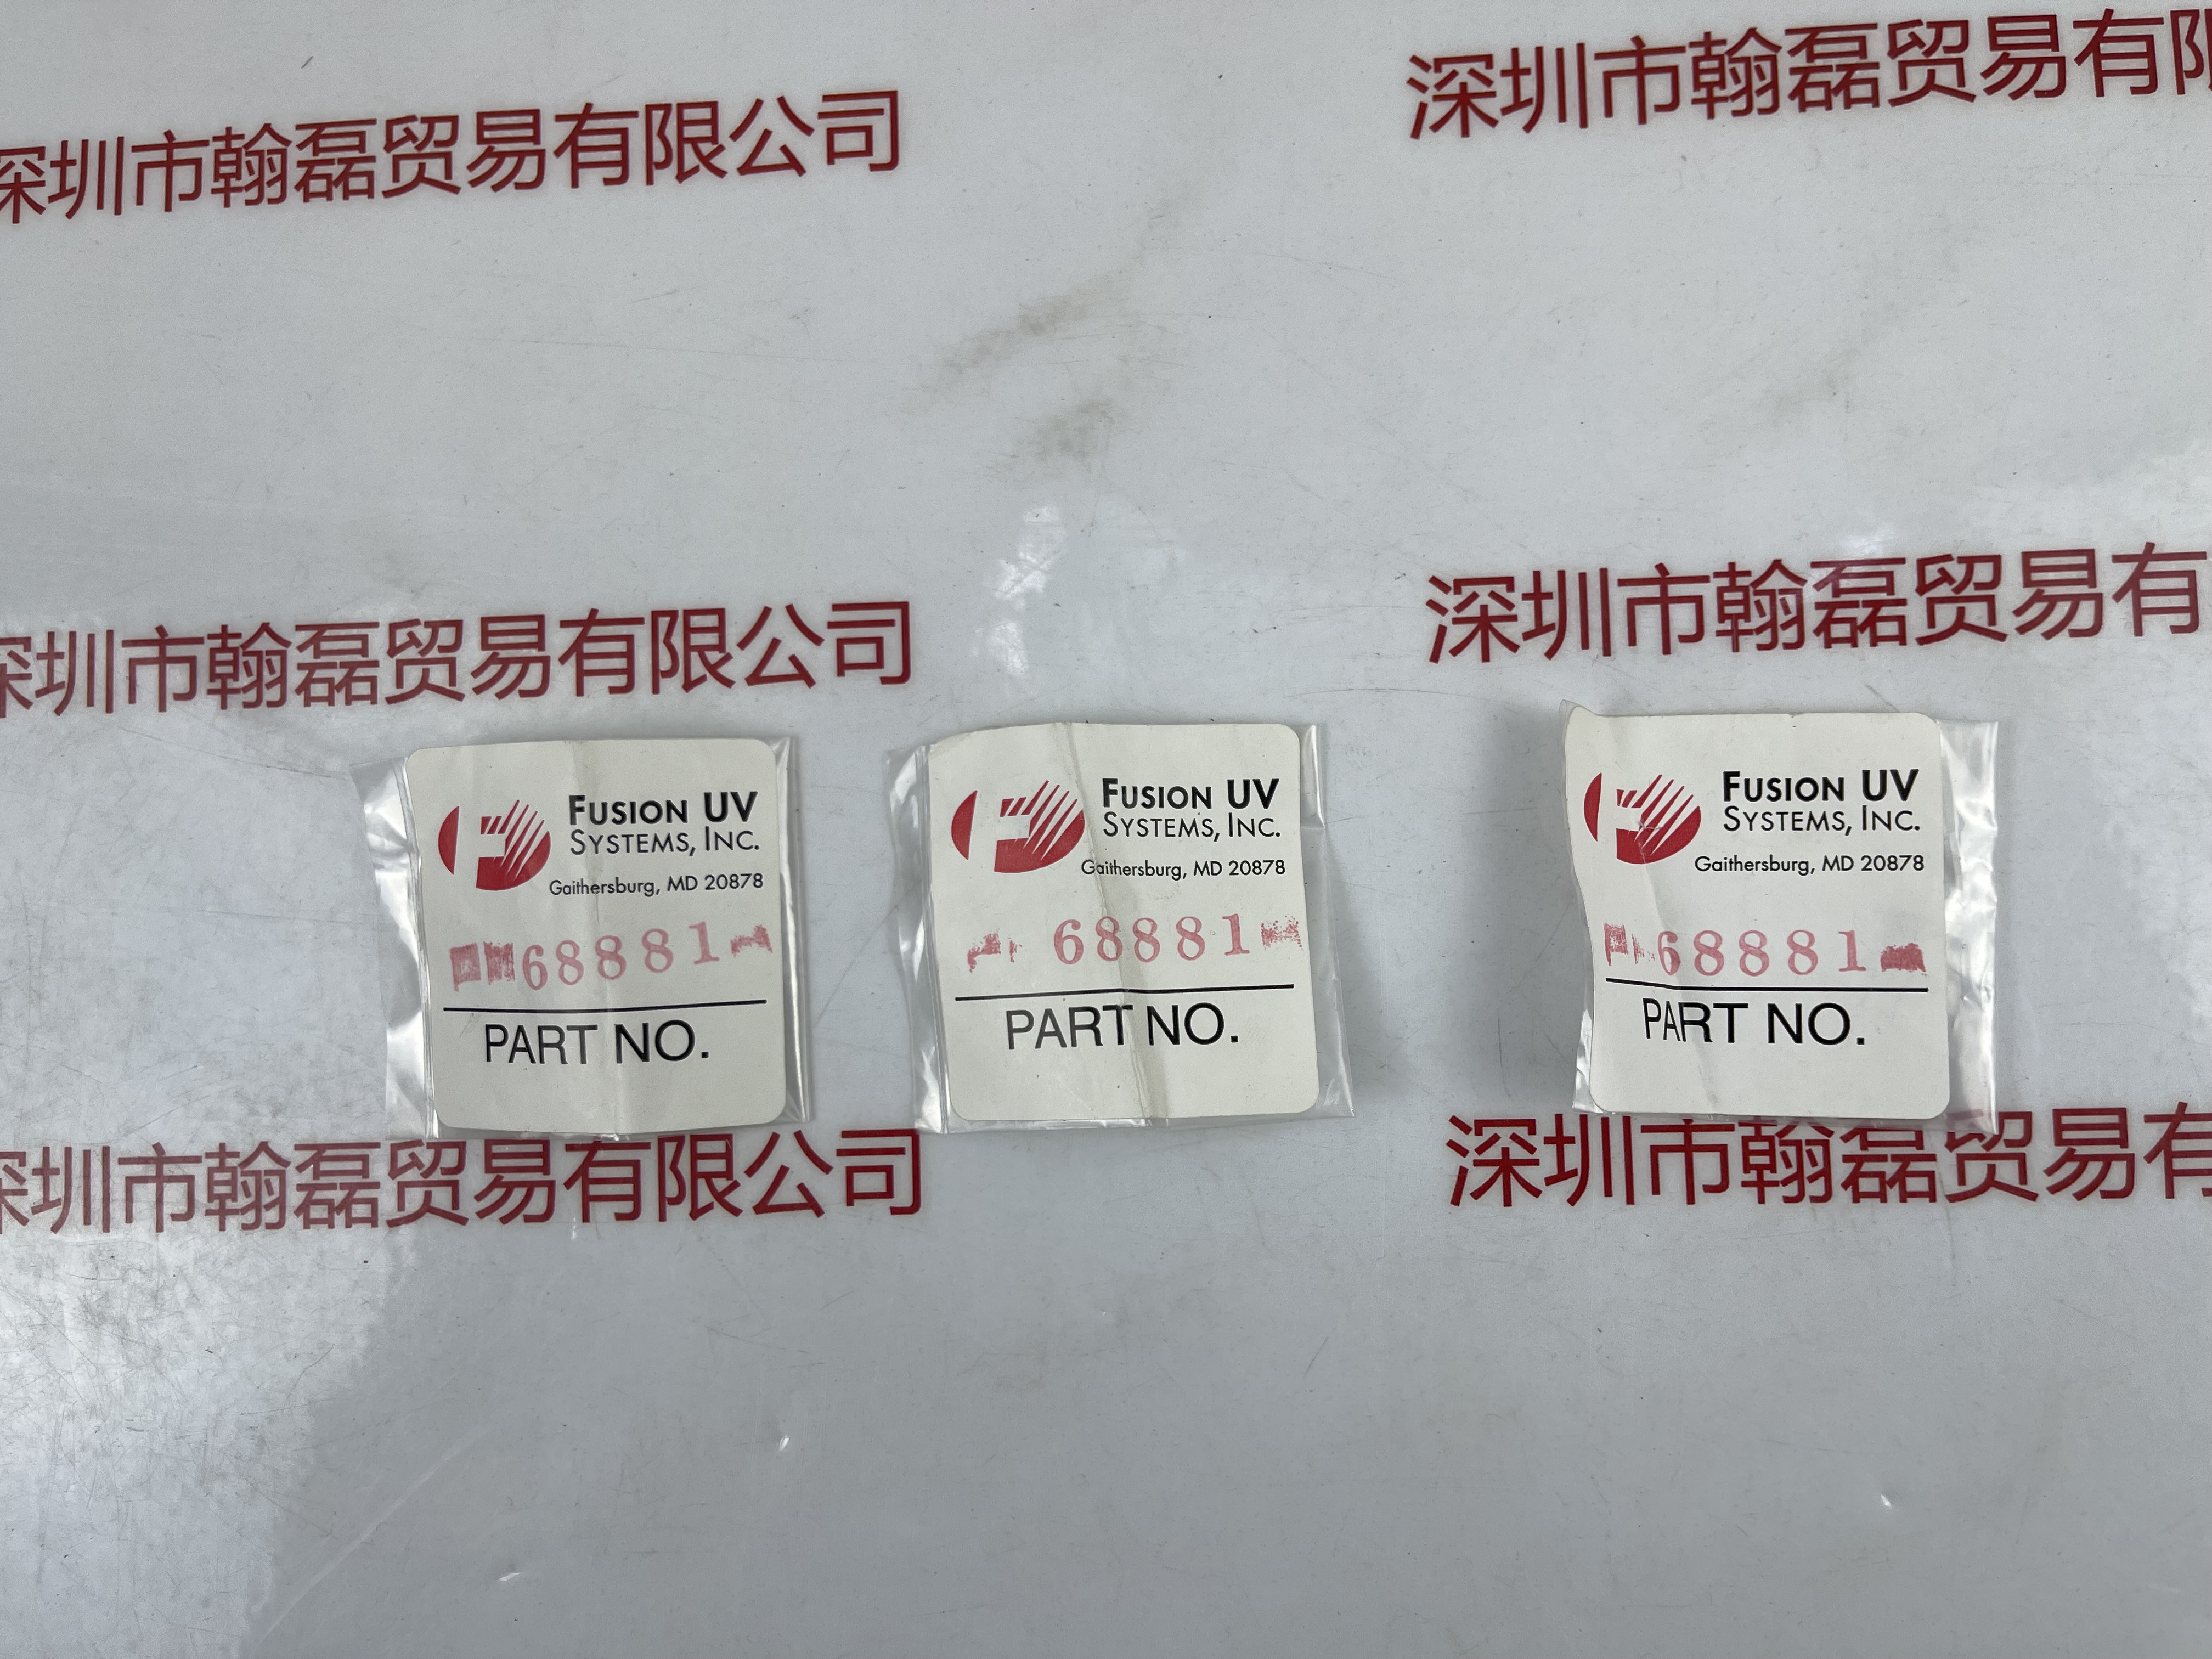 深圳市翰磊贸易有限公司
深圳市翰磊贸易有限
深圳市翰磊贸易有限公司
深圳市翰磊贸易有
FUSION UV
SYSTEMS, INC.
Gaithersburg, MD 20878
68881
PART NO.
FUSION UV
SYSTEMS, INC.
Gaithersburg, MD 20878
68881
PART NO.
FUSION UV
SYSTEMS, INC.
Gaithersburg, MD 20878
68881
PART NO.
深圳市翰磊贸易有限公司
深圳市翰磊贸易有